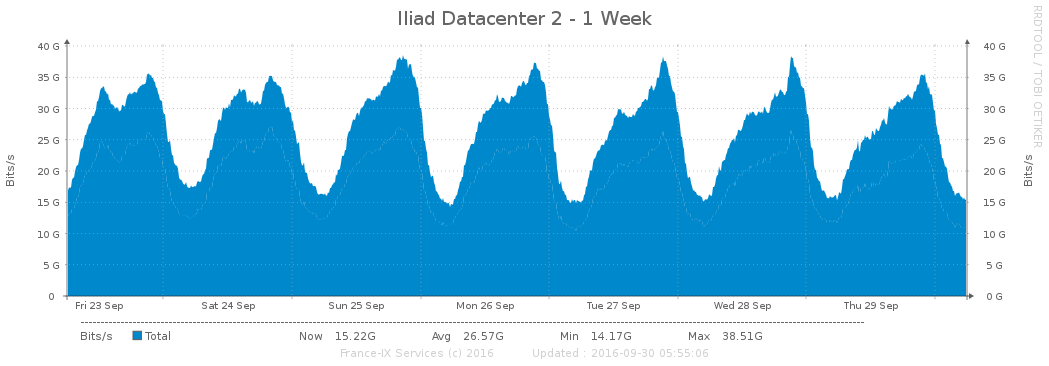 Iliad Datacenter 2 - 1 Week
RRDTOOL / TOBI OETIKER
Bits/s
40 G 40 G
35 G 35 G
30 G 30 G
25 G 25 G
20 G 20 G
15 G 15 G
10 G 10 G
5 G 5 G
0 0 G
Bits/s
Fri 23 Sep Sat 24 Sep Sun 25 Sep Mon 26 Sep Tue 27 Sep Wed 28 Sep Thu 29 Sep
Bits/s Total Now 15.22G Avg 26.57G Min 14.17G Max 38.51G
France-IX Services (c) 2016 Updated : 2016-09-30 05:55:06